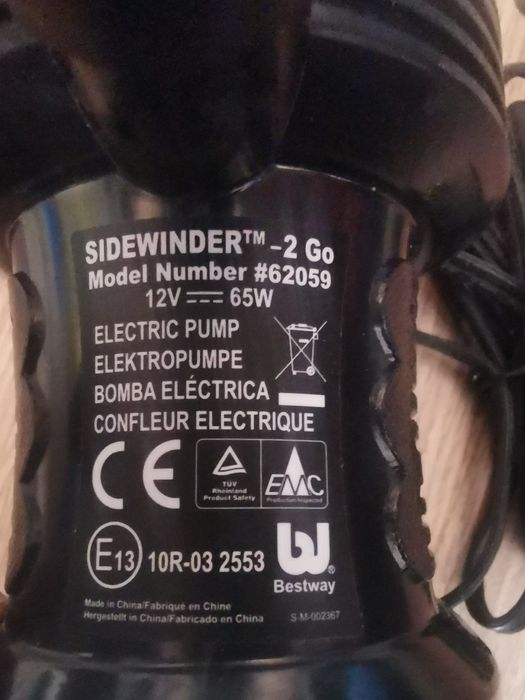 SIDEWINDER™-2 Go
Model Number #62059
12V 65W
ELECTRIC PUMP
ELEKTROPUMPE
BOMBA ELÉCTRICA
CONFLEUR ELECTRIQUE
CE
TÜV
Rheinland
Product Safety
EMC
Production Inspected
E13 10R-03 2553
Bestway®
Made in China/Fabriqué en Chine
Hergestellt in China/Fabricado en China
S-M-002367